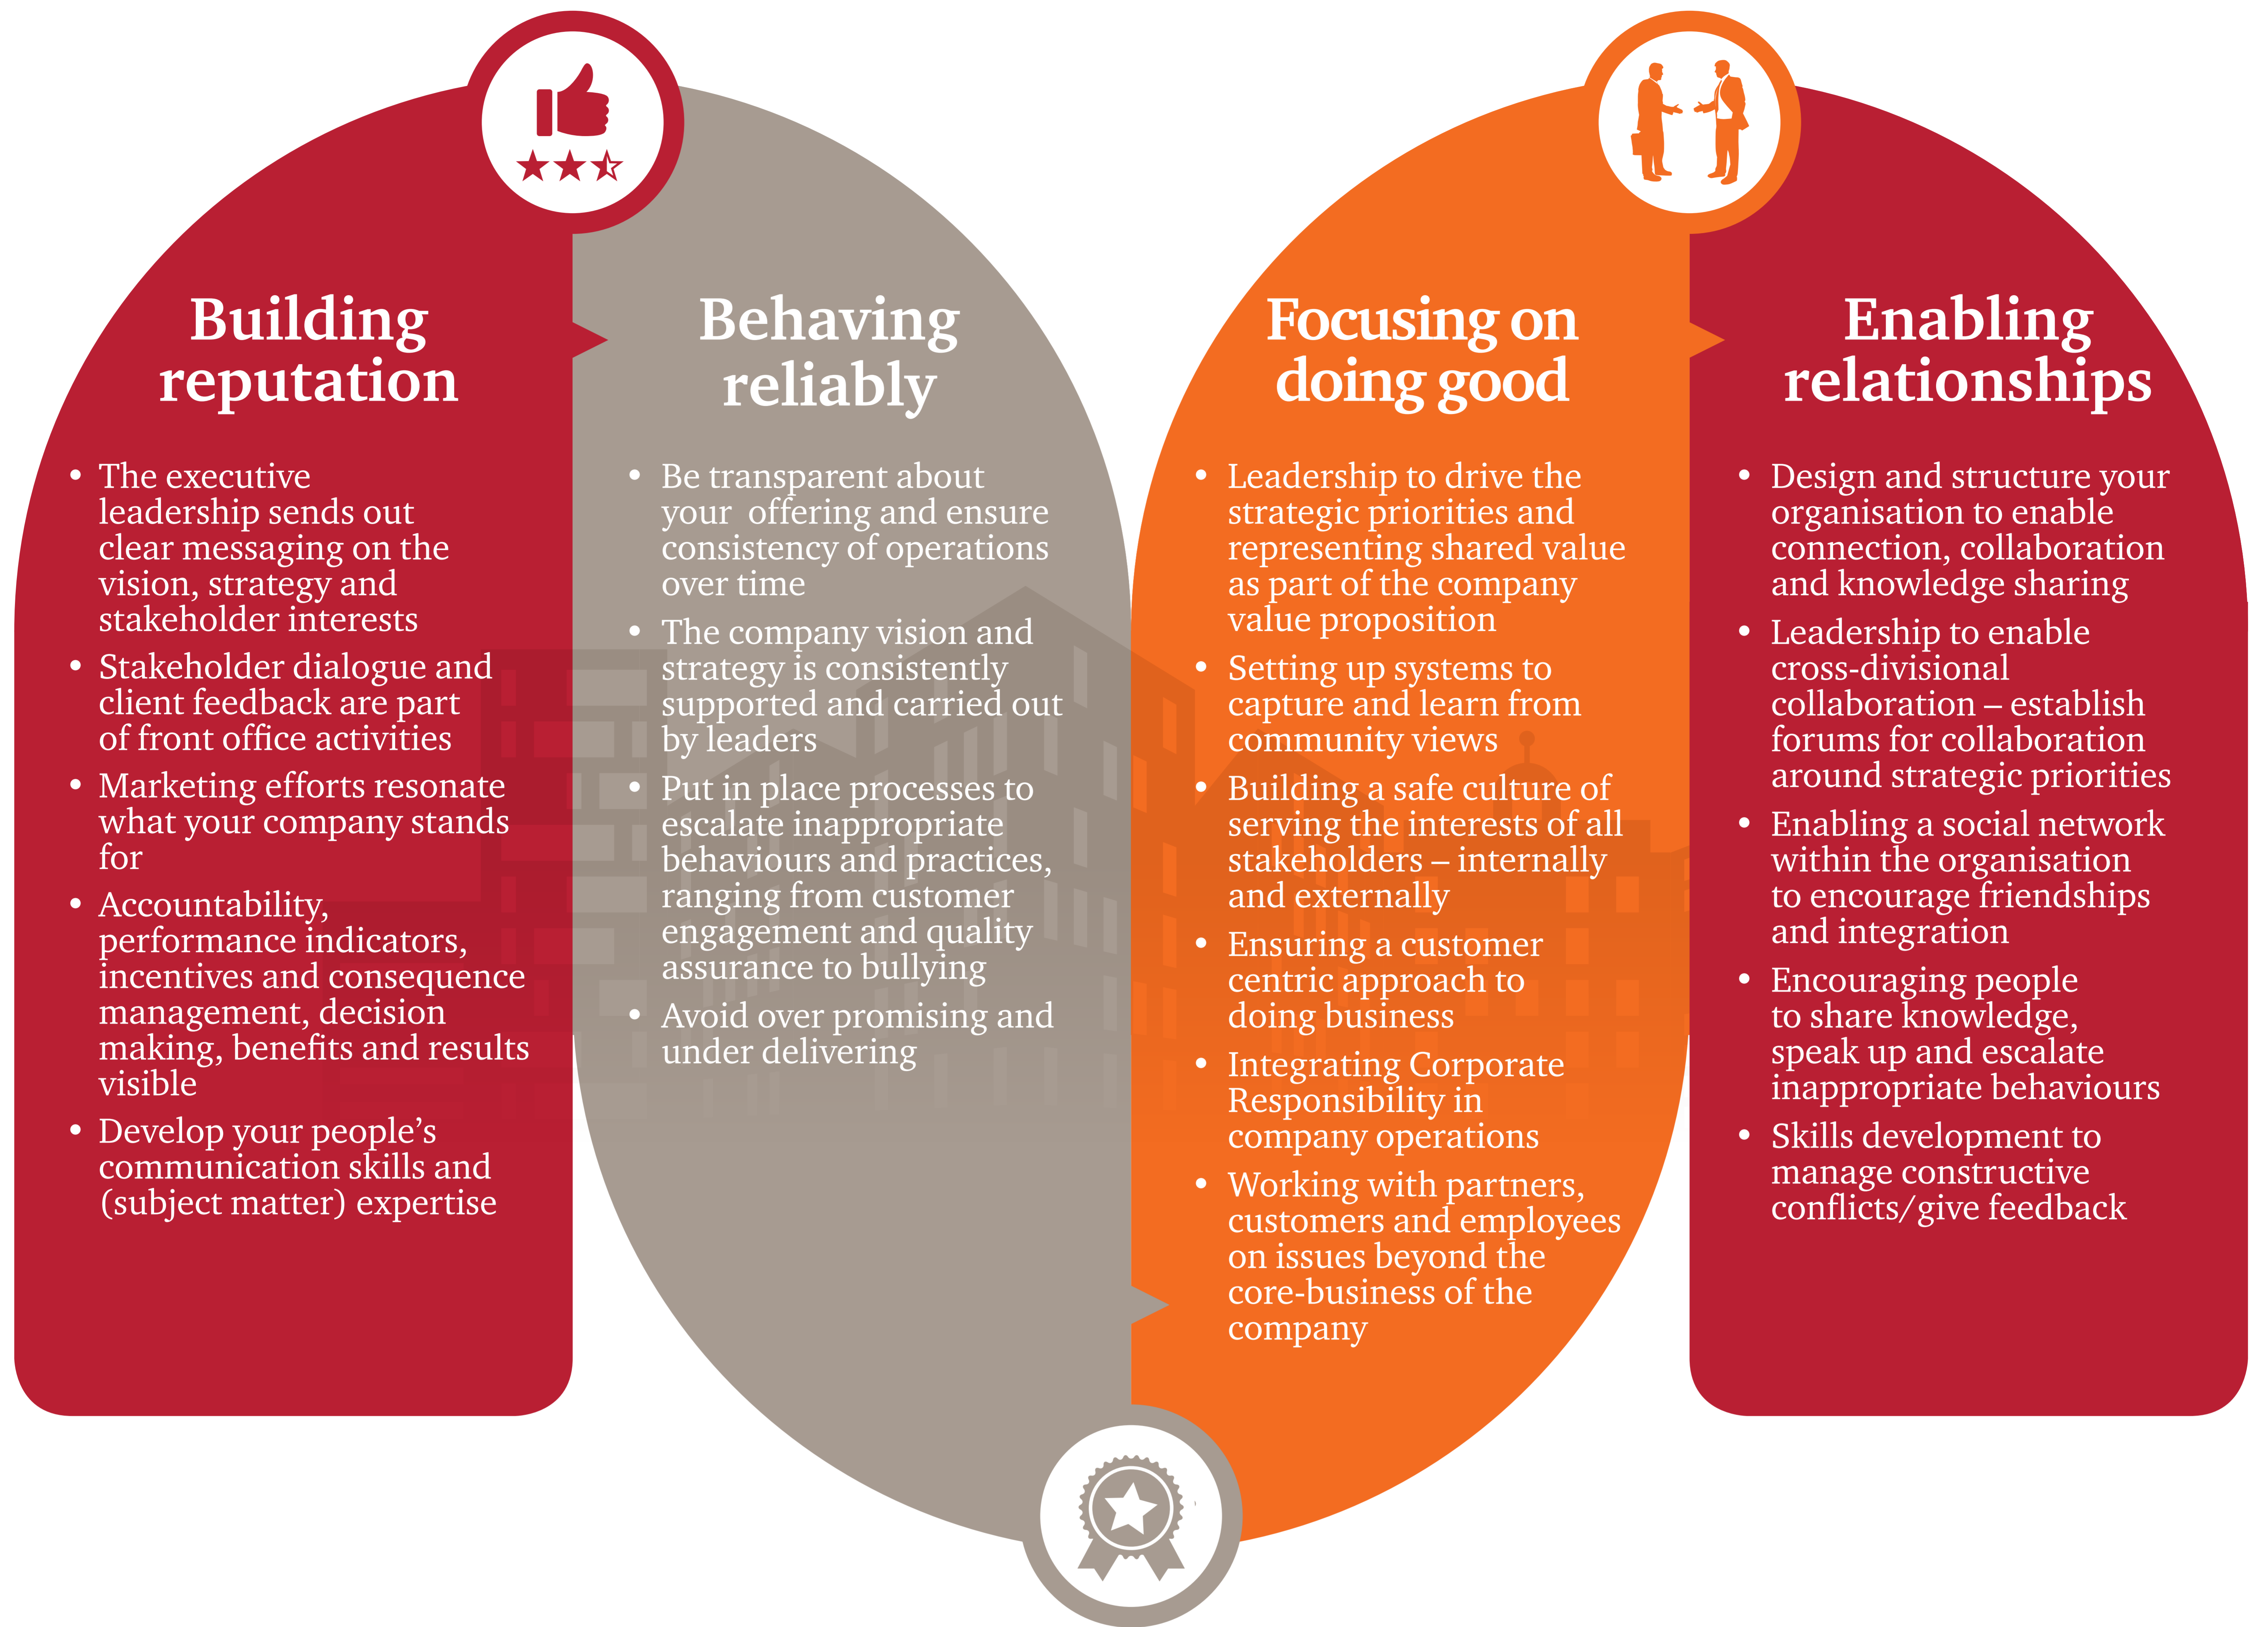 Building
reputation
• The executive
leadership sends out
clear messaging on the
vision, strategy and
stakeholder interests
• Stakeholder dialogue and
client feedback are part
of front office activities
• Marketing efforts resonate
what your company stands
for
• Accountability,
performance indicators,
incentives and consequence
management, decision
making, benefits and results
visible
• Develop your people’s
communication skills and
(subject matter) expertise
Behaving
reliably
• Be transparent about
your offering and ensure
consistency of operations
over time
• The company vision and
strategy is consistently
supported and carried out
by leaders
• Put in place processes to
escalate inappropriate
behaviours and practices,
ranging from customer
engagement and quality
assurance to bullying
• Avoid over promising and
under delivering
Focusing on
doing good
• Leadership to drive the
strategic priorities and
representing shared value
as part of the company
value proposition
• Setting up systems to
capture and learn from
community views
• Building a safe culture of
serving the interests of all
stakeholders – internally
and externally
• Ensuring a customer
centric approach to
doing business
• Integrating Corporate
Responsibility in
company operations
• Working with partners,
customers and employees
on issues beyond the
core-business of the
company
Enabling
relationships
• Design and structure your
organisation to enable
connection, collaboration
and knowledge sharing
• Leadership to enable
cross-divisional
collaboration – establish
forums for collaboration
around strategic priorities
• Enabling a social network
within the organisation
to encourage friendships
and integration
• Encouraging people
to share knowledge,
speak up and escalate
inappropriate behaviours
• Skills development to
manage constructive
conflicts/give feedback